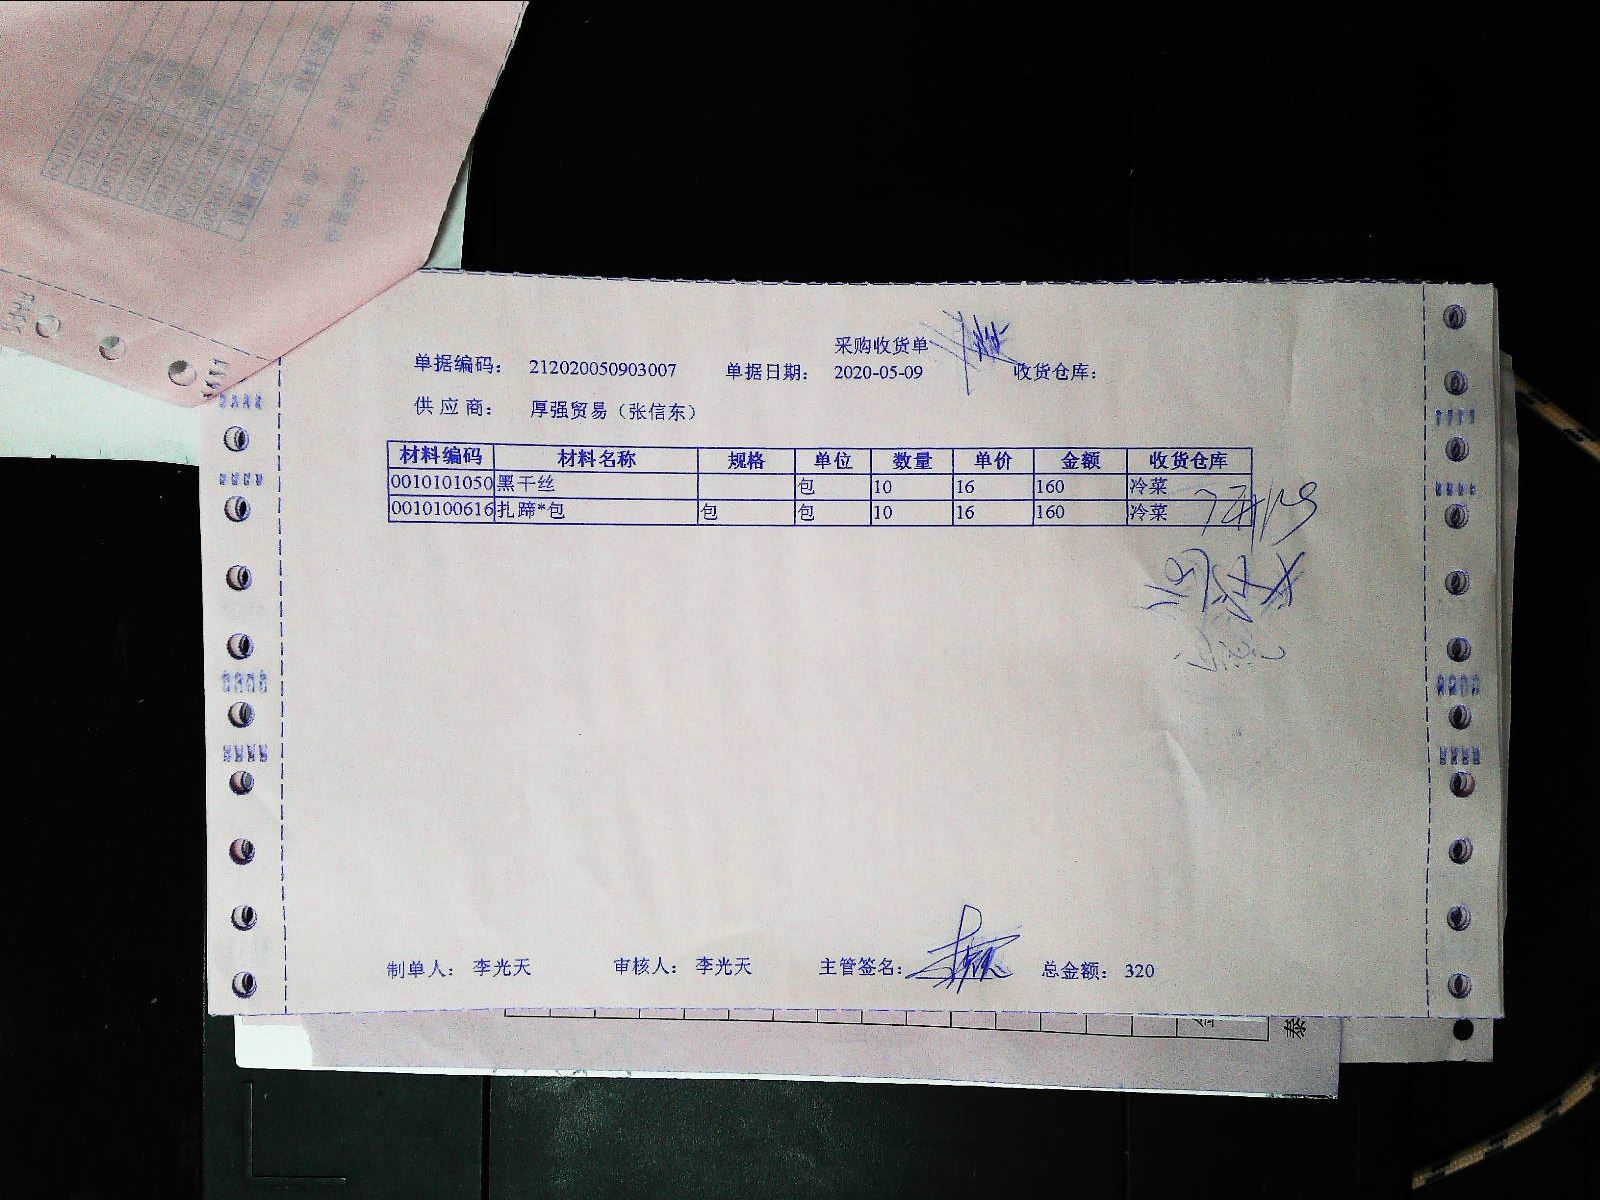 采购收货单
单据编码： 212020050903007 单据日期： 2020-05-09 收货仓库：
供应商： 厚强贸易（张信东）
材料编码 材料名称 规格 单位 数量 单价 金额 收货仓库
0010101050 黑干丝 包 10 16 160 冷菜
0010100616 扎蹄*包 包 包 10 16 160 冷菜
制单人： 李光天 审核人： 李光天 主管签名： 总金额： 320
泰